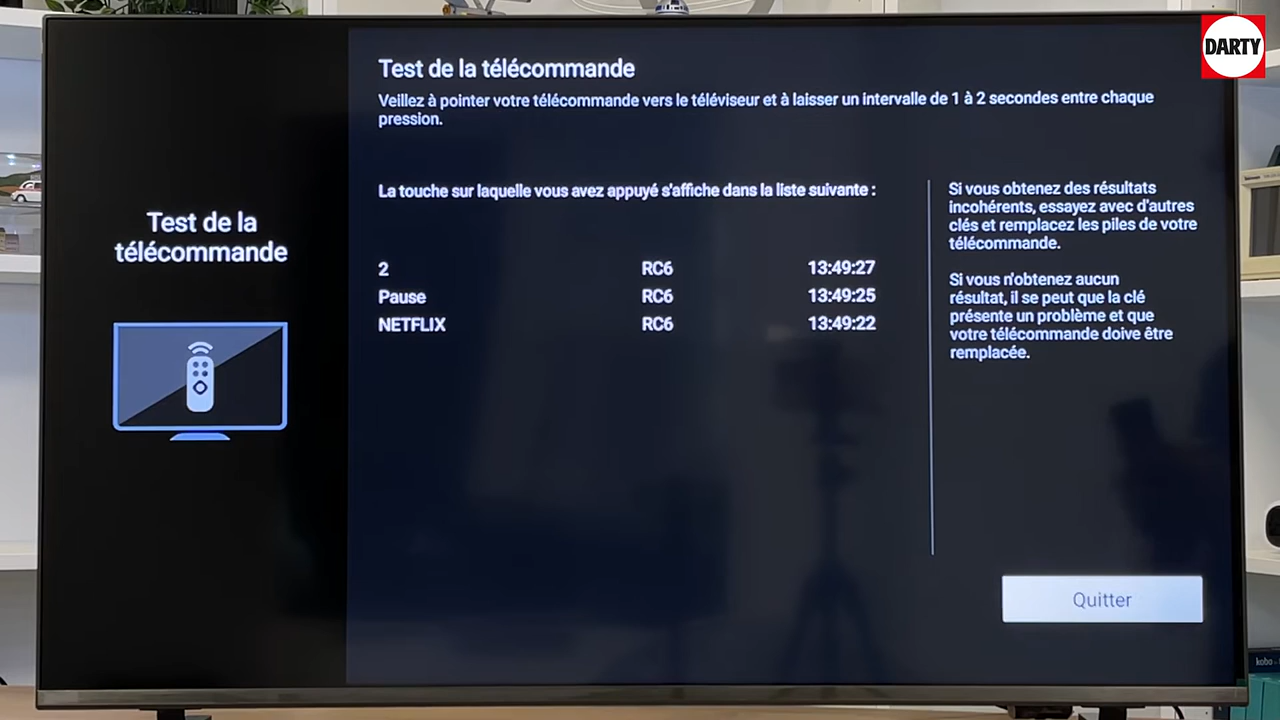 DARTY
Test de la télécommande
Veillez à pointer votre télécommande vers le téléviseur et à laisser un intervalle de 1 à 2 secondes entre chaque
pression.
Test de la
télécommande
La touche sur laquelle vous avez appuyé s'affiche dans la liste suivante :
2 RC6 13:49:27
Pause RC6 13:49:25
NETFLIX RC6 13:49:22
Si vous obtenez des résultats
incohérents, essayez avec d'autres
clés et remplacez les piles de votre
télécommande.
Si vous n'obtenez aucun
résultat, il se peut que la clé
présente un problème et que
votre télécommande doive être
remplacée.
Quitter
kobo